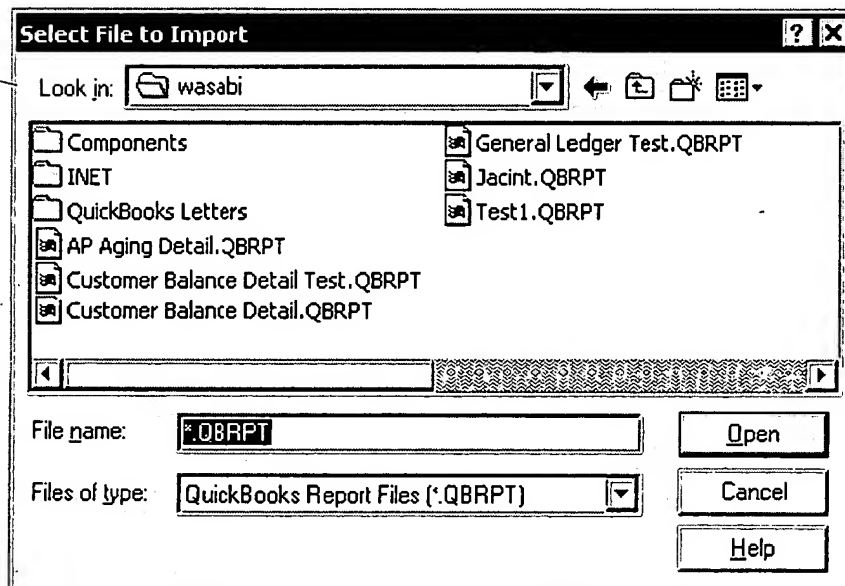 Select File to Import
Look in: wasabi
Components
INET
QuickBooks Letters
AP Aging Detail.QBRPT
Customer Balance Detail Test.QBRPT
Customer Balance Detail.QBRPT
General Ledger Test.QBRPT
Jacint.QBRPT
Test1.QBRPT
File name: *.QBRPT
Open
Files of type: QuickBooks Report Files (*.QBRPT)
Cancel
Help